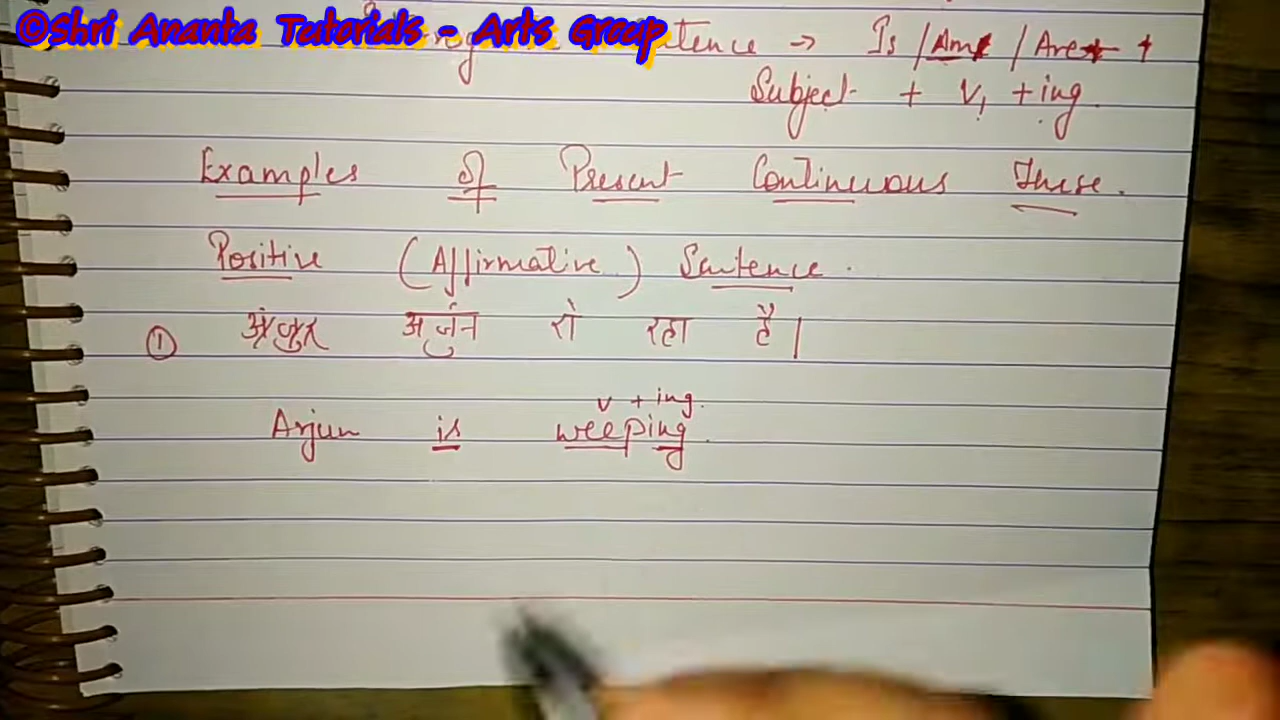 ©Shri Ananta Tutorials - Arts Group
→ Is / Am / Are +
Subject + V1 + ing.
Examples of Present Continuous Tense.
Positive (Affirmative) Sentence.
① अर्जुन रो रहा है।
v + ing.
Arjun is weeping.